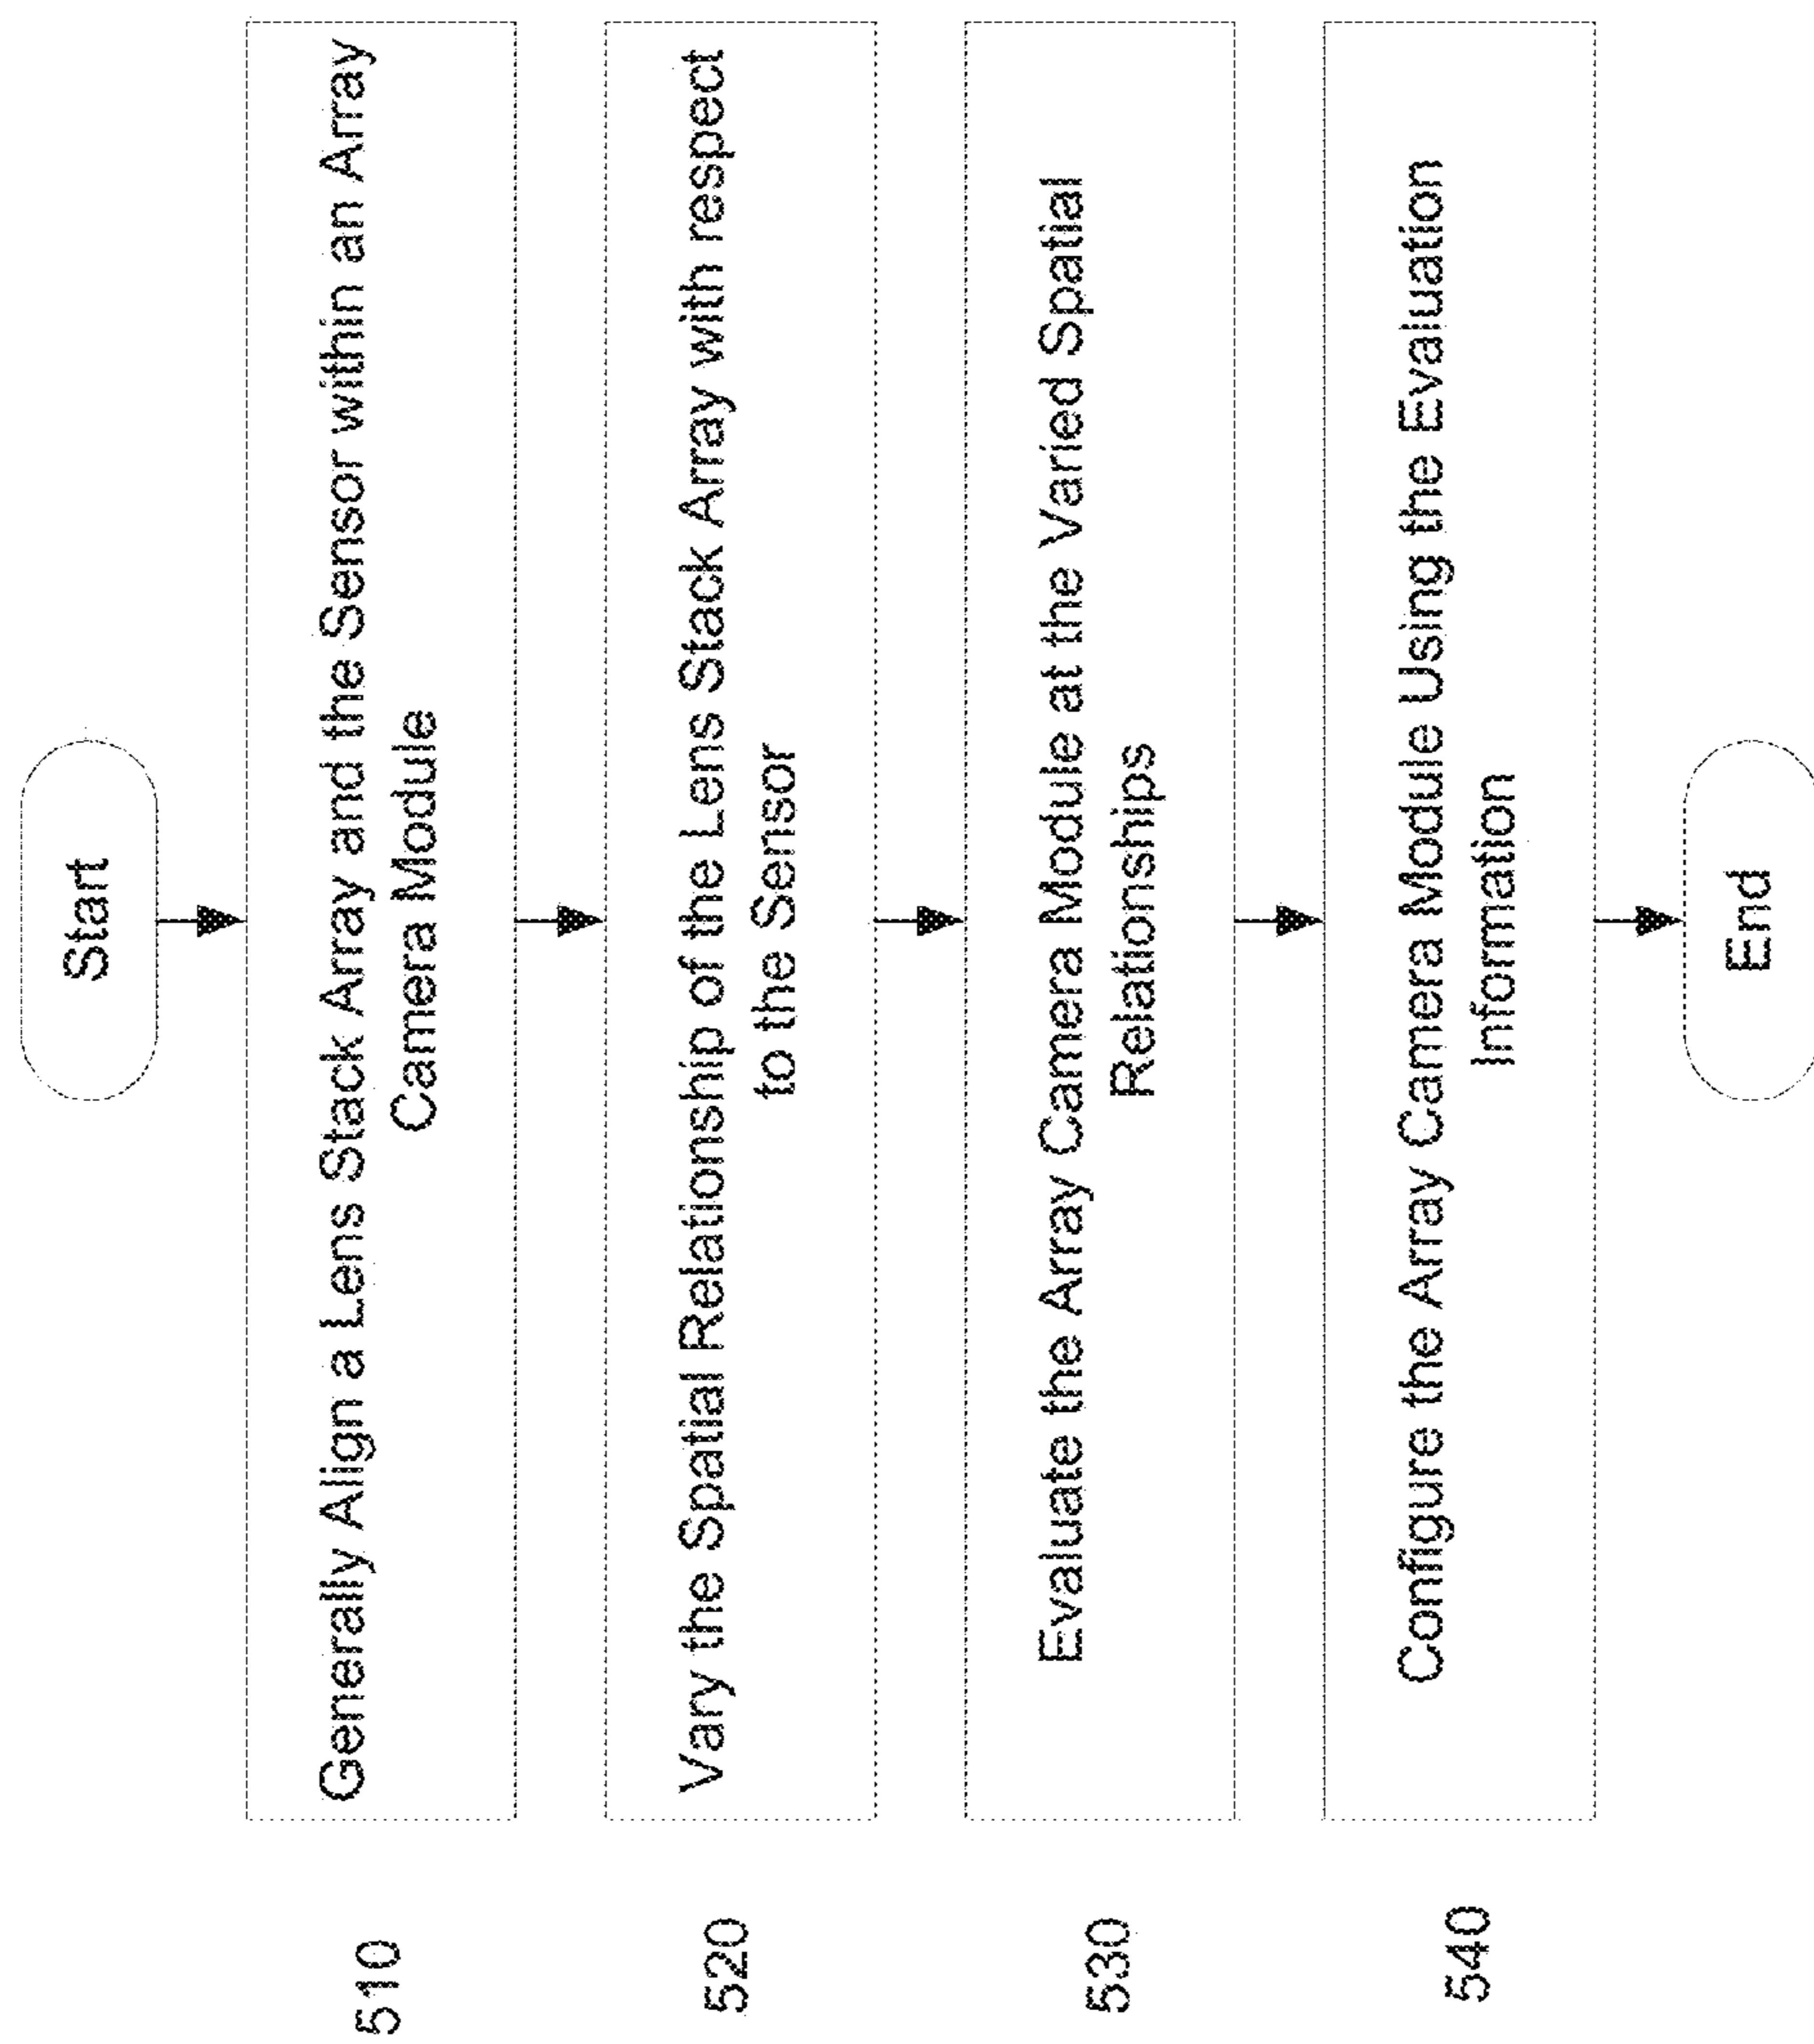 Start
510
Generally Align a Lens Stack Array and the Sensor within an Array
Camera Module
520
Vary the Spatial Relationship of the Lens Stack Array with respect
to the Sensor
530
Evaluate the Array Camera Module at the Varied Spatial
Relationships
540
Configure the Array Camera Module Using the Evaluation
Information
End